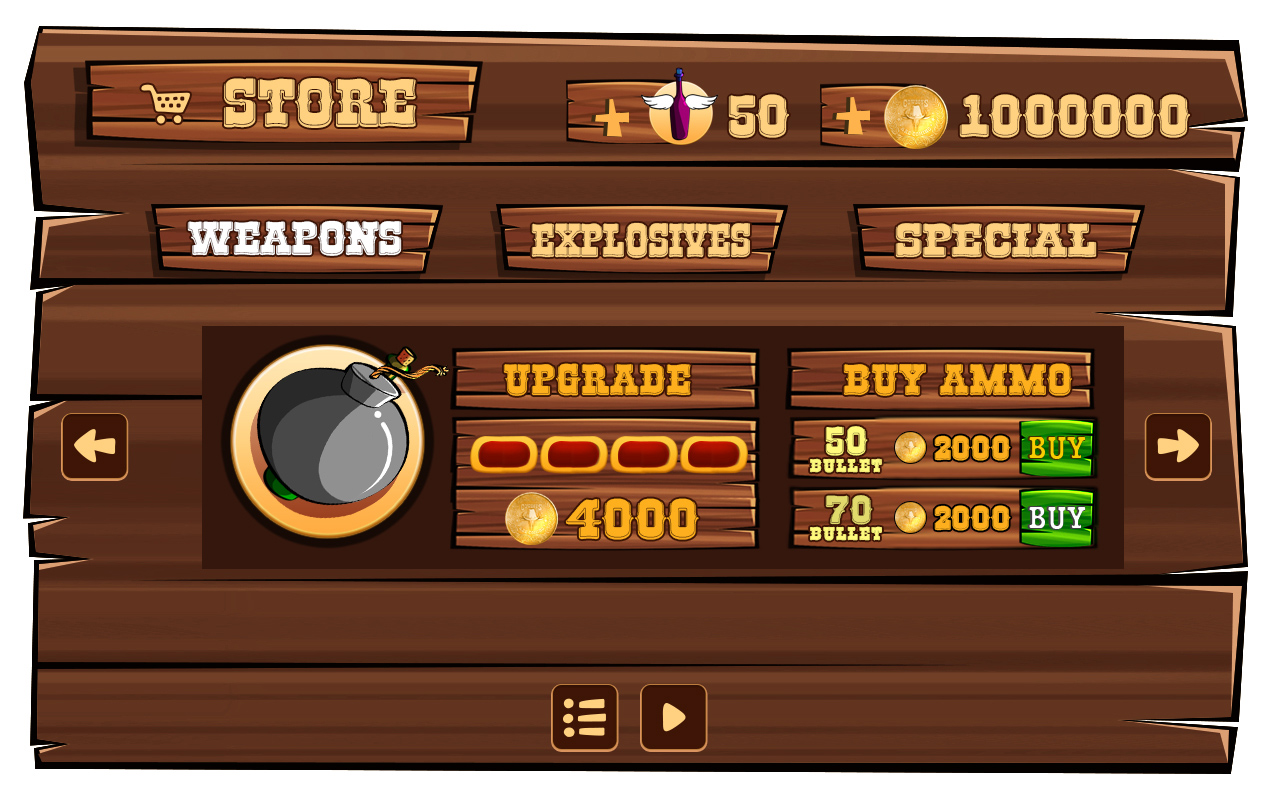 STORE
50
1000000
WEAPONS
EXPLOSIVES
SPECIAL
UPGRADE
4000
BUY AMMO
50 BULLET 2000 BUY
70 BULLET 2000 BUY